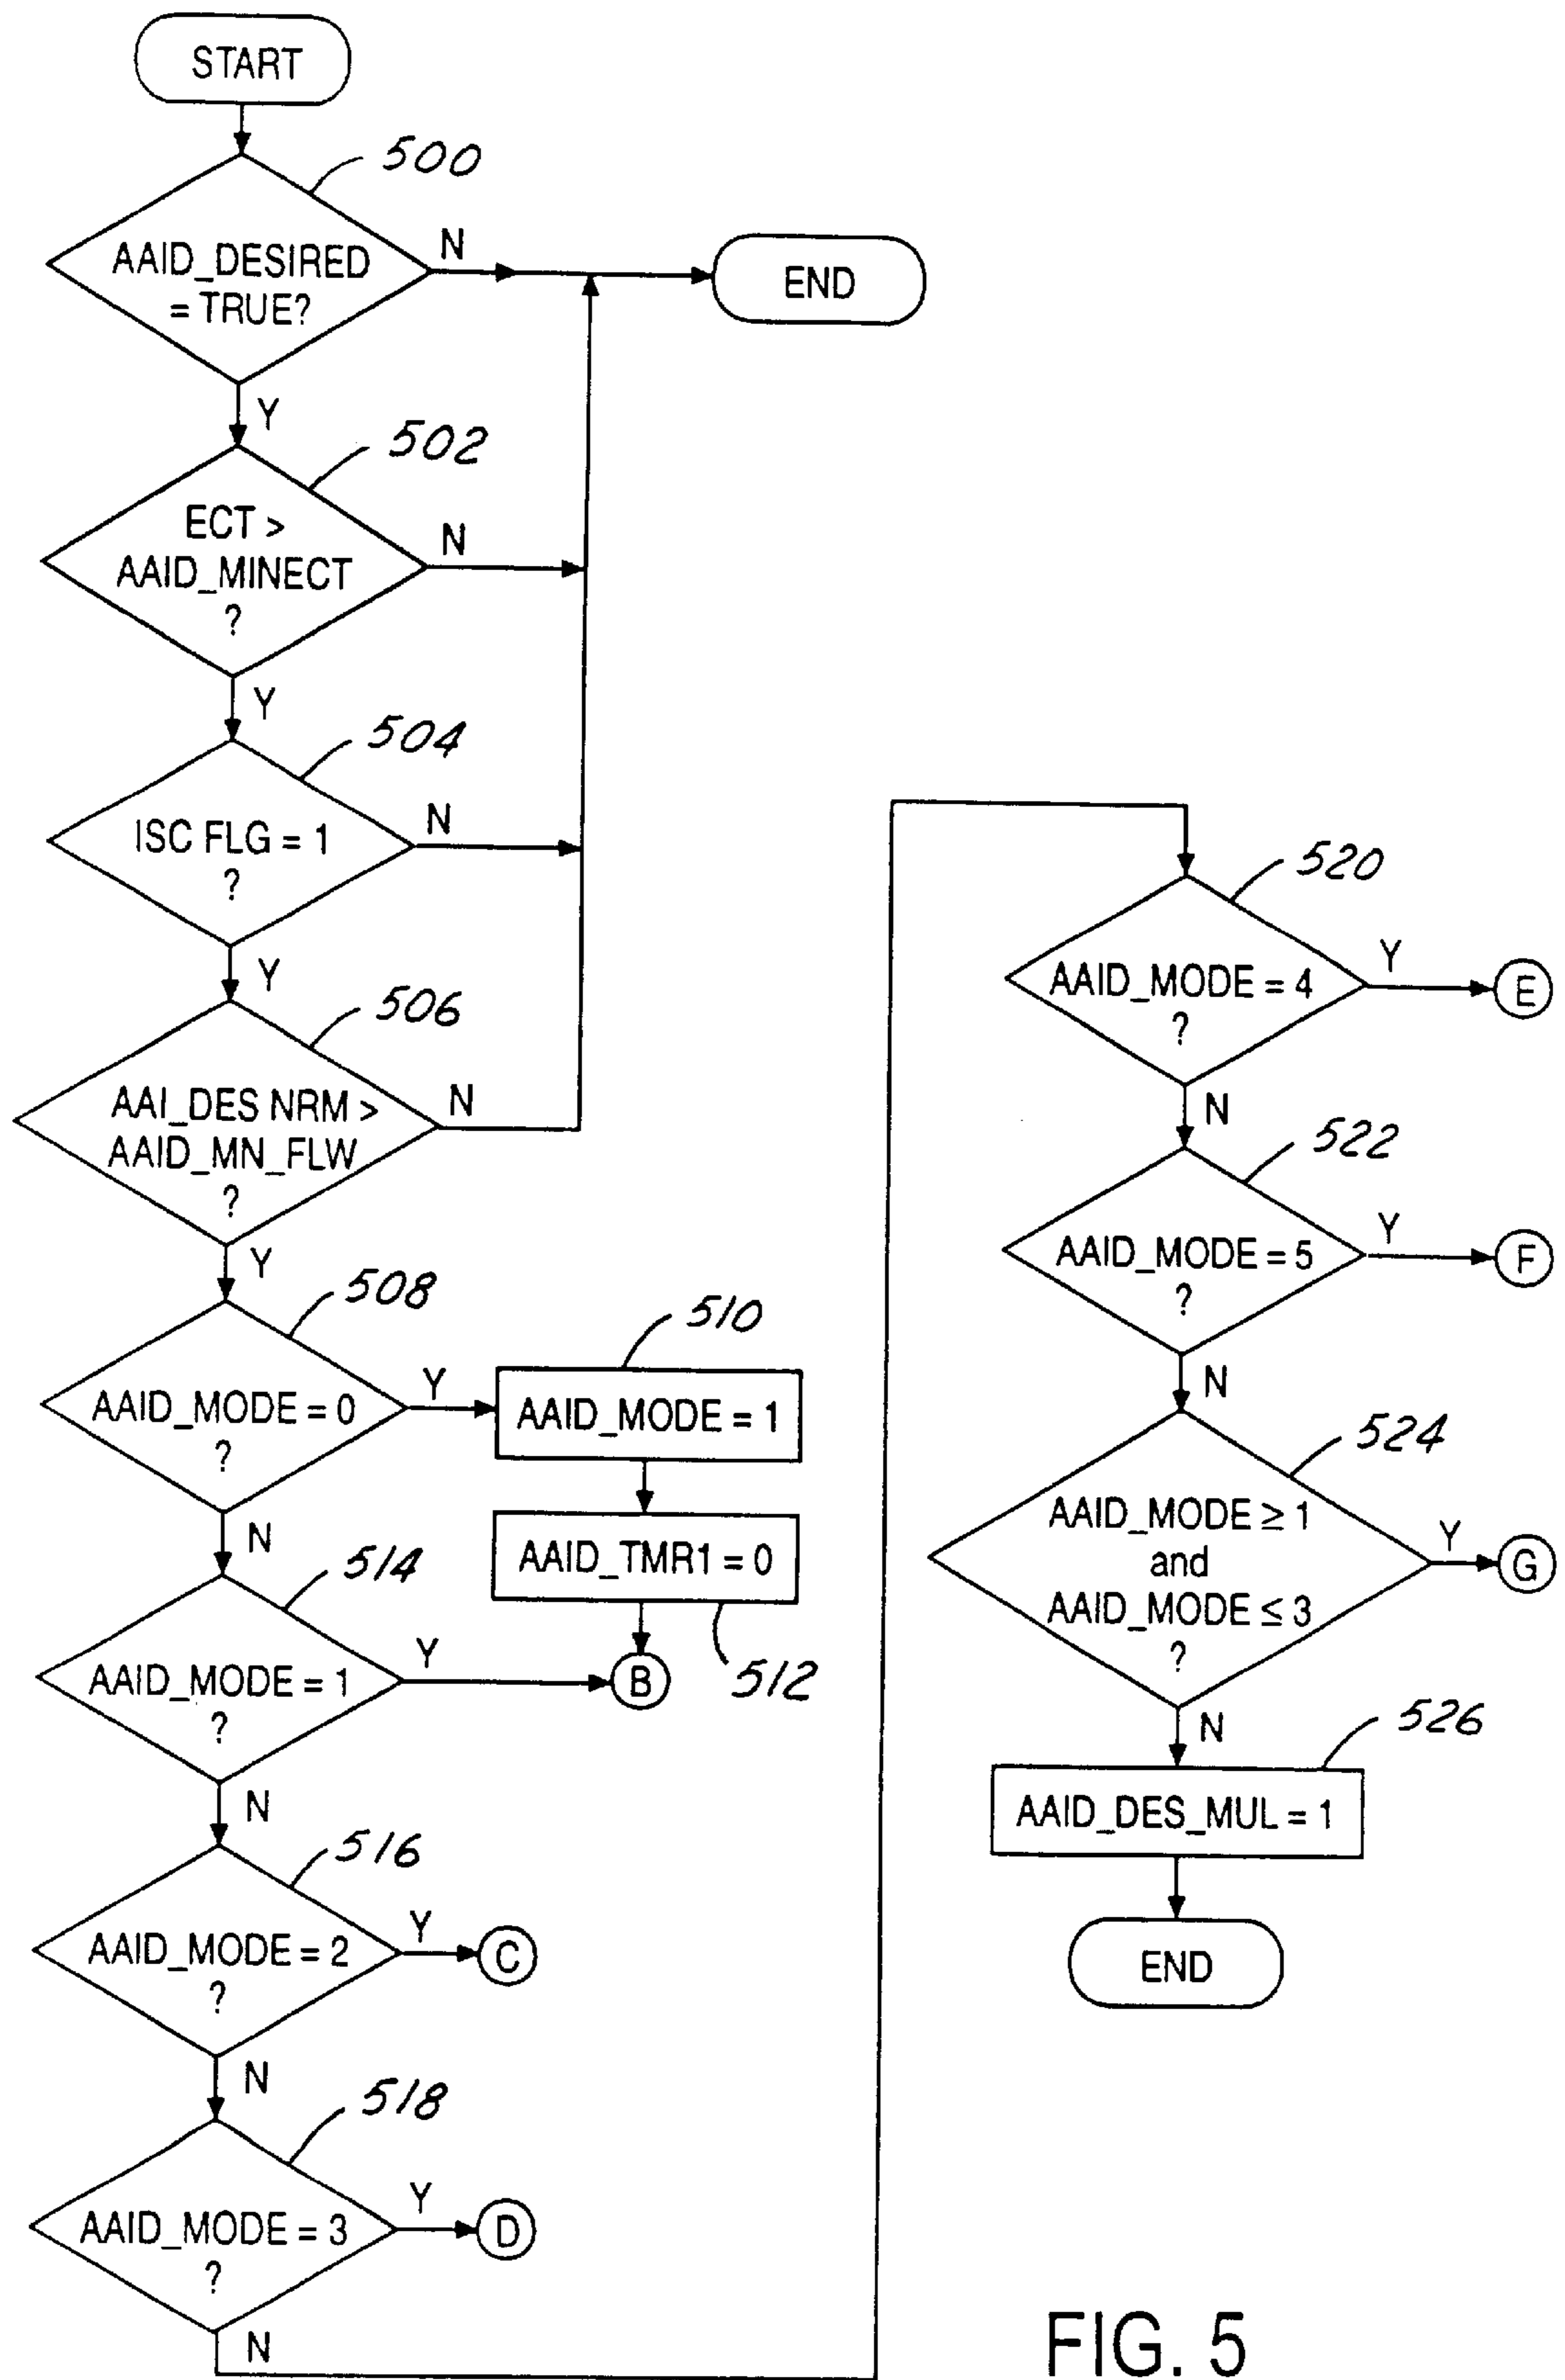 START
500
AAID_DESIRED
= TRUE?
N
END
Y
502
ECT >
AAID_MINECT
?
N
Y
504
ISC FLG = 1
?
N
Y
506
AAI_DES NRM >
AAID_MN_FLW
?
N
Y
508
AAID_MODE = 0
?
Y
510
AAID_MODE = 1
AAID_TMR1 = 0
512
B
N
514
AAID_MODE = 1
?
Y
N
516
AAID_MODE = 2
?
Y
C
N
518
AAID_MODE = 3
?
Y
D
N
520
AAID_MODE = 4
?
Y
E
N
522
AAID_MODE = 5
?
Y
F
N
524
AAID_MODE ≥ 1
and
AAID_MODE ≤ 3
?
Y
G
N
526
AAID_DES_MUL = 1
END
FIG. 5